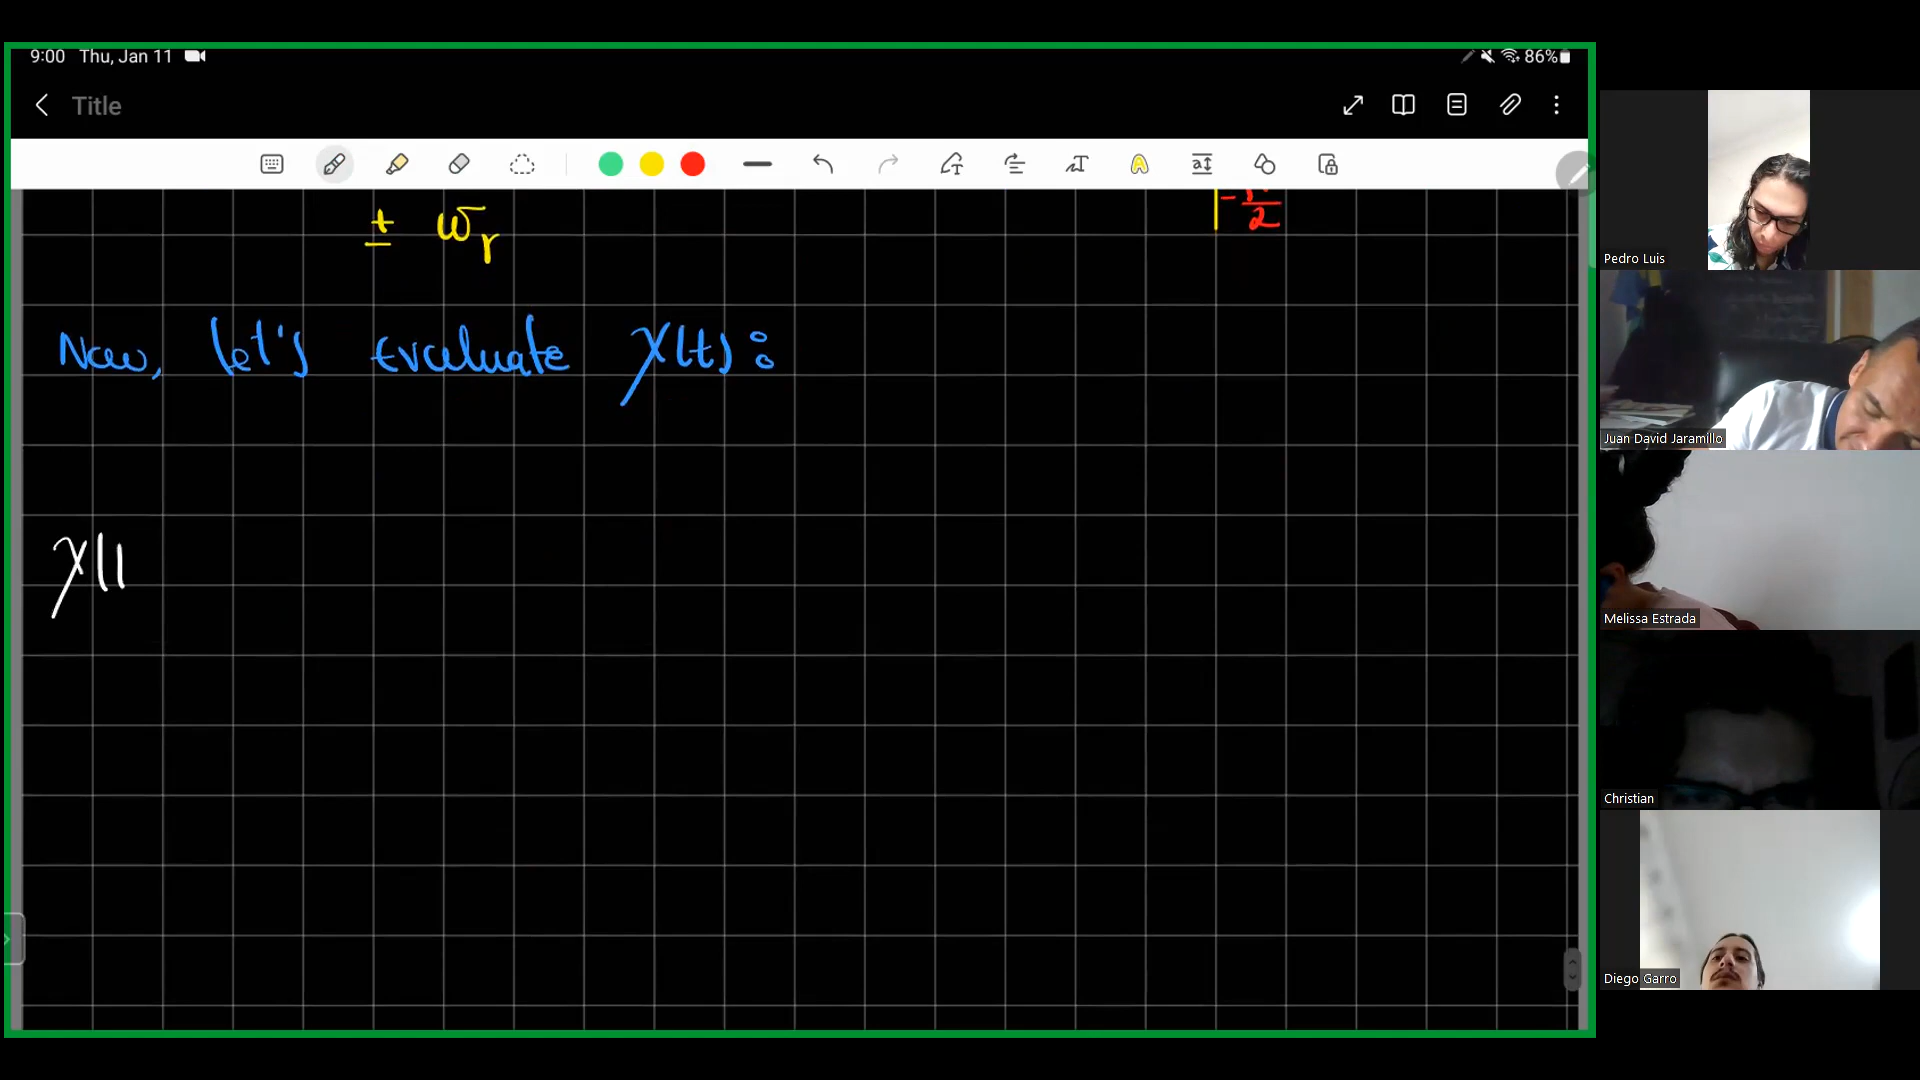 9:00 Thu, Jan 11 86%
Title
± ω̅r
2
Now, let's evaluate χ(t):
χ(
Pedro Luis
Juan David Jaramillo
Melissa Estrada
Christian
Diego Garro